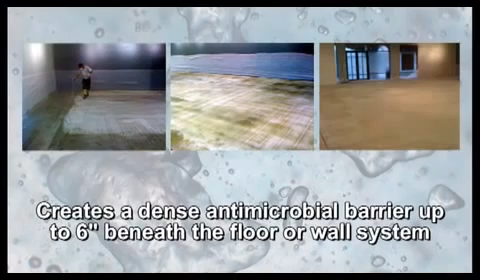 Creates a dense antimicrobial barrier up
to 6" beneath the floor or wall system